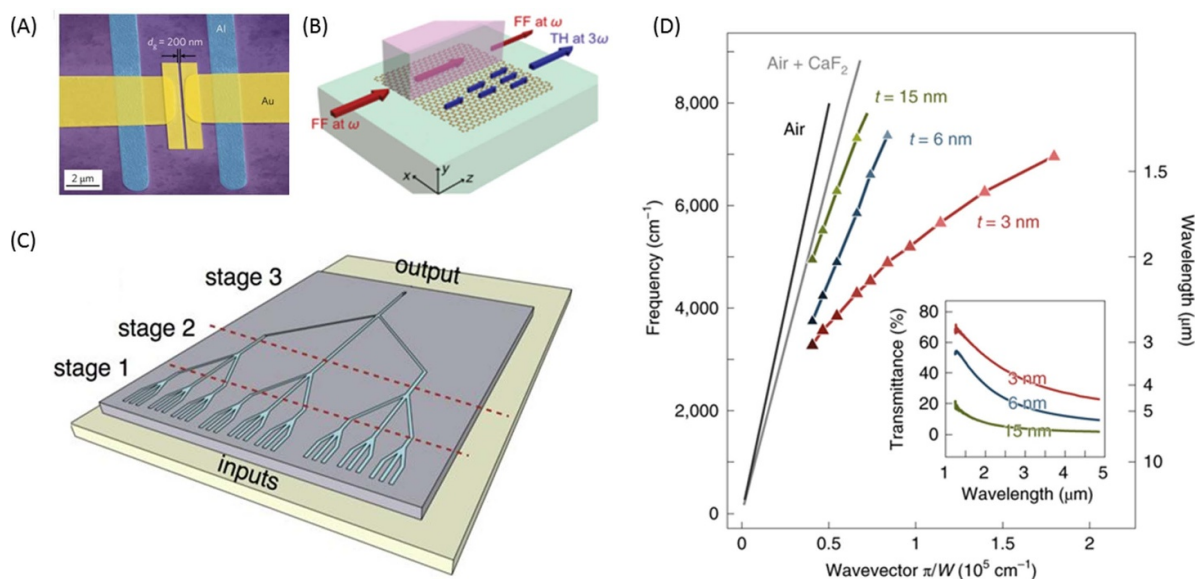 (A)
Al
d_g = 200 nm
Au
2 μm
(B)
FF at ω
TH at 3ω
FF at ω
x
y
z
(C)
stage 3
output
stage 2
stage 1
inputs
(D)
Air + CaF₂
t = 15 nm
Air
t = 6 nm
t = 3 nm
8,000
6,000
4,000
2,000
0
Frequency (cm⁻¹)
1.5
2
3
4
5
10
Wavelength (μm)
80
60
40
20
0
Transmittance (%)
3 nm
6 nm
15 nm
1 2 3 4 5
Wavelength (μm)
0 0.5 1 1.5 2
Wavevector π/W (10⁵ cm⁻¹)